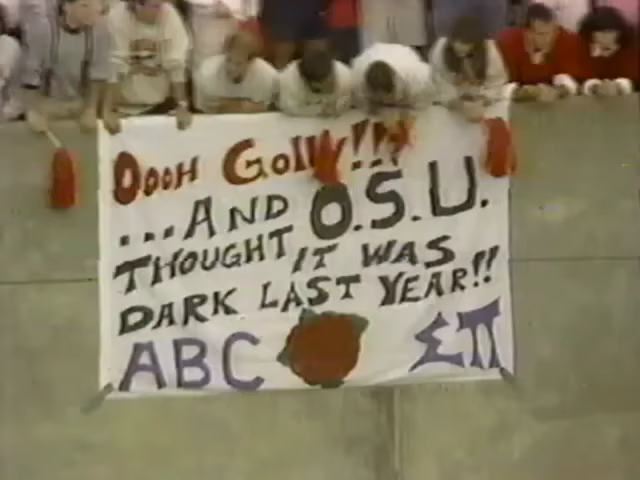 OOOH GOLLY!!!
...AND O.S.U.
THOUGHT IT WAS
DARK LAST YEAR!!
ABC ΣΠ